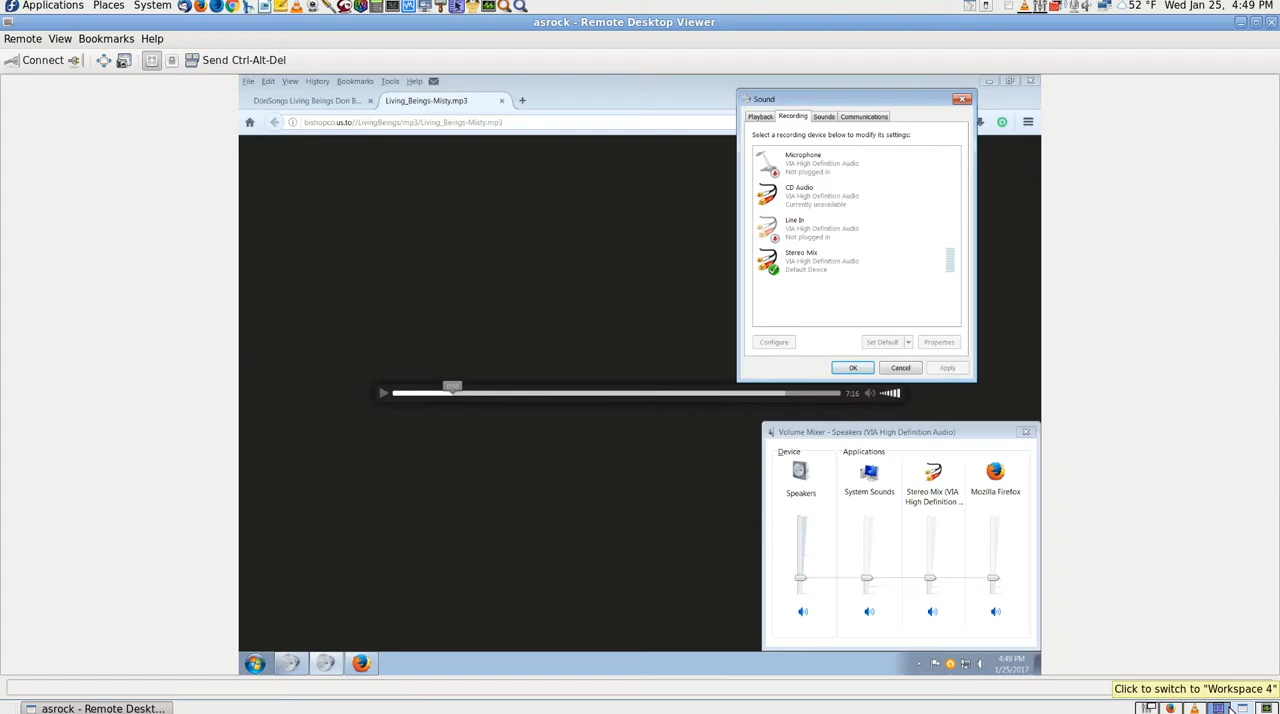 Applications Places System
52 °F Wed Jan 25, 4:49 PM
asrock - Remote Desktop Viewer
Remote View Bookmarks Help
Connect Send Ctrl-Alt-Del
File Edit View History Bookmarks Tools Help
DonSongs Living Beings Don B... Living_Beings-Misty.mp3
bishopco.us.to//LivingBeings/mp3/Living_Beings-Misty.mp3
Sound
Playback Recording Sounds Communications
Select a recording device below to modify its settings:
Microphone
VIA High Definition Audio
Not plugged in
CD Audio
VIA High Definition Audio
Currently unavailable
Line In
VIA High Definition Audio
Not plugged in
Stereo Mix
VIA High Definition Audio
Default Device
Configure Set Default Properties
OK Cancel Apply
7:16
Volume Mixer - Speakers (VIA High Definition Audio)
Device Applications
Speakers System Sounds Stereo Mix (VIA High Definition ... Mozilla Firefox
4:49 PM
1/25/2017
Click to switch to "Workspace 4"
asrock - Remote Deskt...